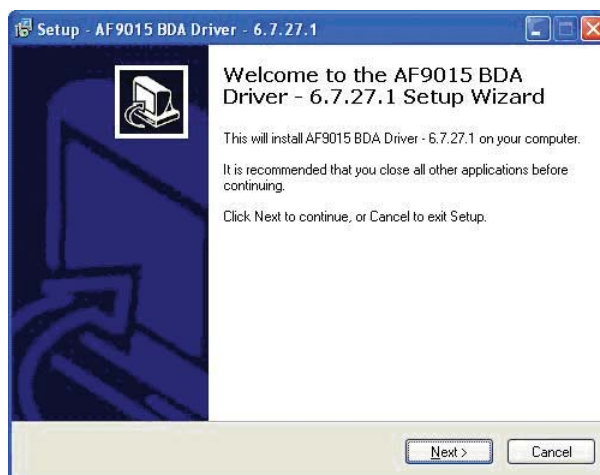 Setup - AF9015 BDA Driver - 6.7.27.1
Welcome to the AF9015 BDA
Driver - 6.7.27.1 Setup Wizard
This will install AF9015 BDA Driver - 6.7.27.1 on your computer.
It is recommended that you close all other applications before
continuing.
Click Next to continue, or Cancel to exit Setup.
Next > Cancel